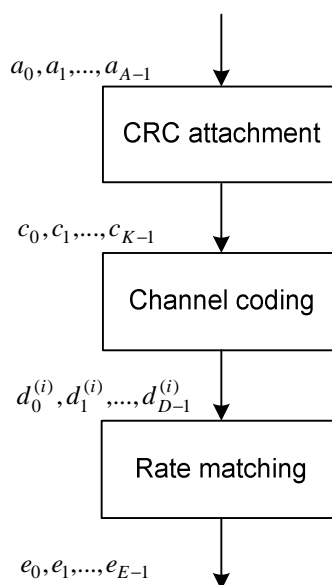 a_0, a_1, ..., a_{A-1}
CRC attachment
c_0, c_1, ..., c_{K-1}
Channel coding
d_0^{(i)}, d_1^{(i)}, ..., d_{D-1}^{(i)}
Rate matching
e_0, e_1, ..., e_{E-1}